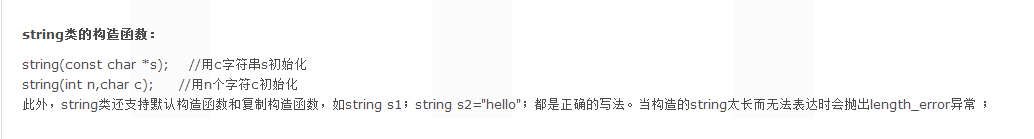 string类的构造函数：
string(const char *s);    //用c字符串s初始化
string(int n,char c);     //用n个字符c初始化
此外，string类还支持默认构造函数和复制构造函数，如string s1；string s2="hello"；都是正确的写法。当构造的string太长而无法表达时会抛出length_error异常 ；